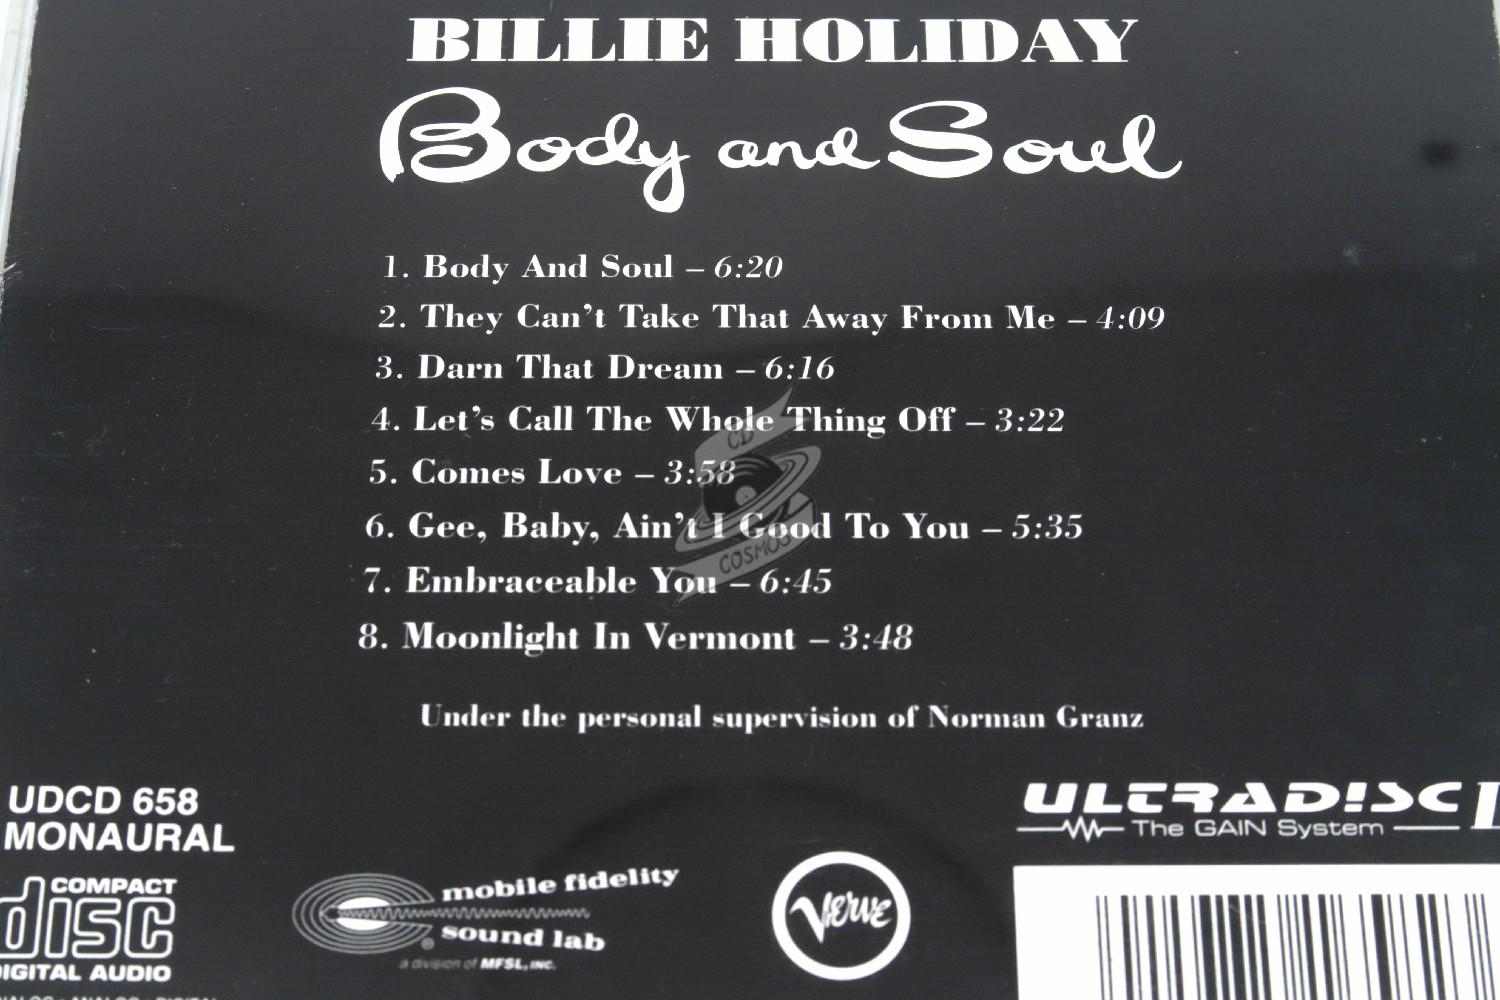 BILLIE HOLIDAY
Body and Soul
1. Body And Soul – 6:20
2. They Can't Take That Away From Me – 4:09
3. Darn That Dream – 6:16
4. Let's Call The Whole Thing Off – 3:22
5. Comes Love – 3:58
6. Gee, Baby, Ain't I Good To You – 5:35
7. Embraceable You – 6:45
8. Moonlight In Vermont – 3:48
CD
COSMOS
Under the personal supervision of Norman Granz
UDCD 658
MONAURAL
COMPACT
disc
DIGITAL AUDIO
mobile fidelity
sound lab
a division of MFSL, INC.
Verve
ULTRADISC II
The GAIN System